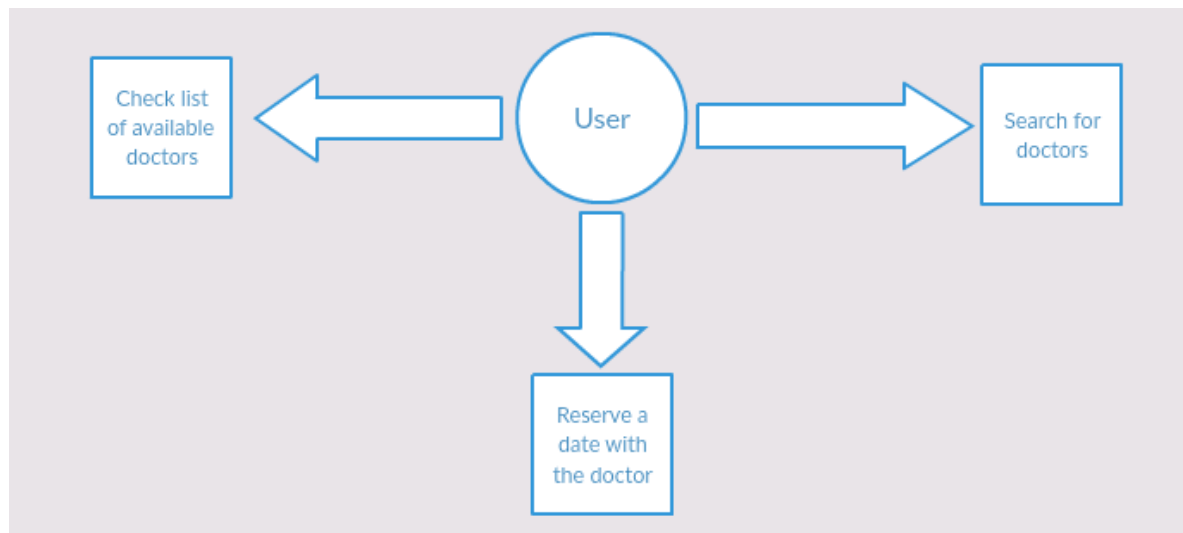 Check list
of available
doctors
User
Search for
doctors
Reserve a
date with
the doctor